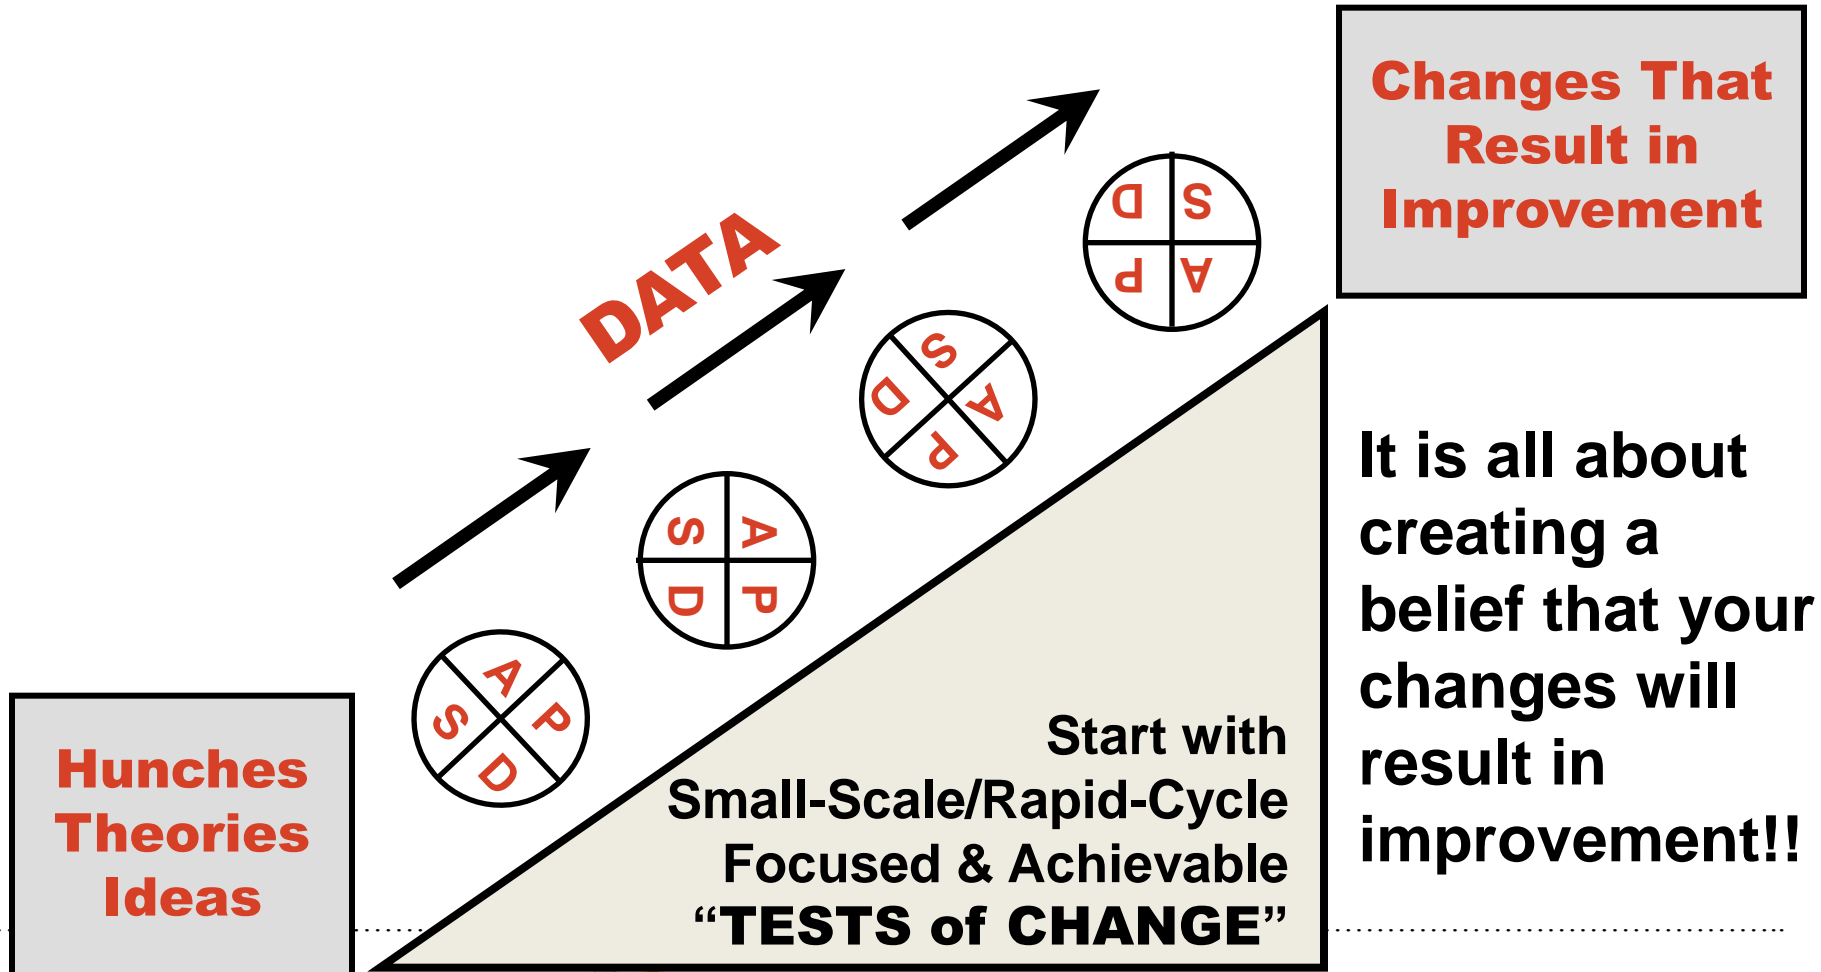 Changes That
Result in
Improvement
DATA
D S
P A
S
D A
P
S A
D P
A
S P
D
Hunches
Theories
Ideas
Start with
Small-Scale/Rapid-Cycle
Focused & Achievable
“TESTS of CHANGE”
It is all about
creating a
belief that your
changes will
result in
improvement!!